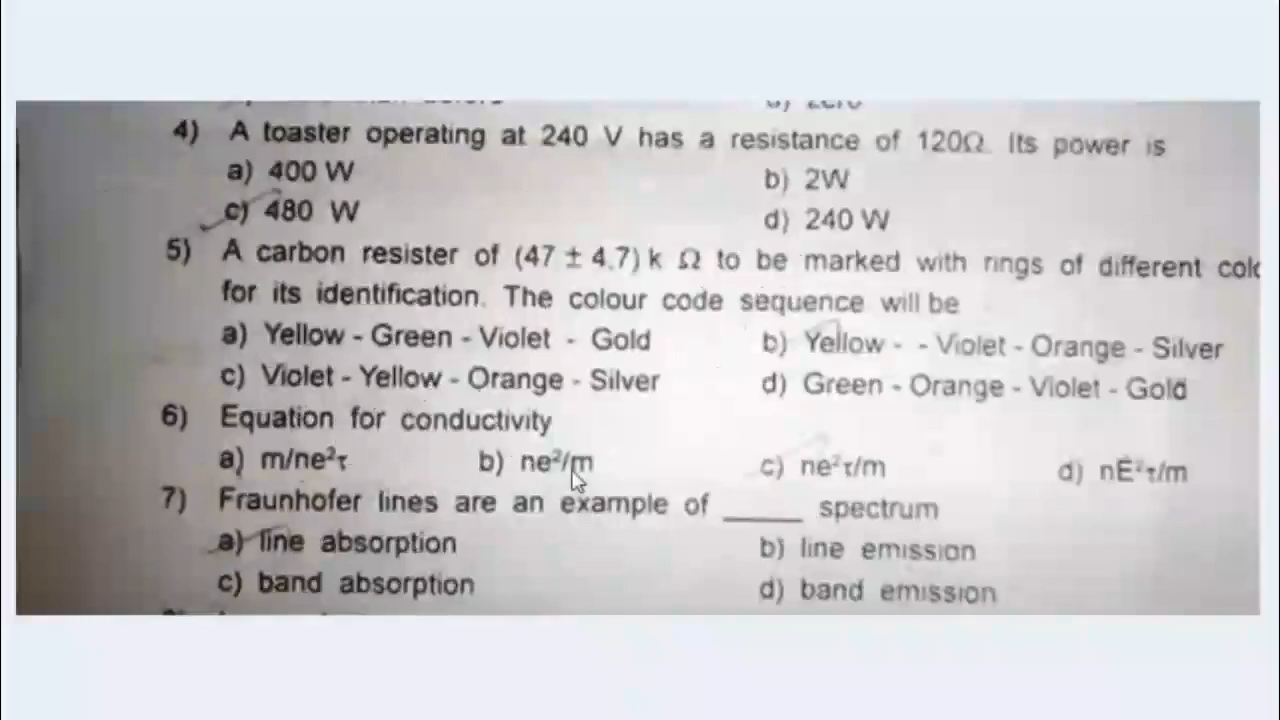 4) A toaster operating at 240 V has a resistance of 120Ω. Its power is
a) 400 W b) 2W
c) 480 W d) 240 W
5) A carbon resister of (47 ± 4.7) k Ω to be marked with rings of different
for its identification. The colour code sequence will be
a) Yellow - Green - Violet - Gold b) Yellow - - Violet - Orange - Silver
c) Violet - Yellow - Orange - Silver d) Green - Orange - Violet - Gold
6) Equation for conductivity
a) m/ne²τ b) ne²/m c) ne²τ/m d) nE²τ/m
7) Fraunhofer lines are an example of ______ spectrum
a) line absorption b) line emission
c) band absorption d) band emission